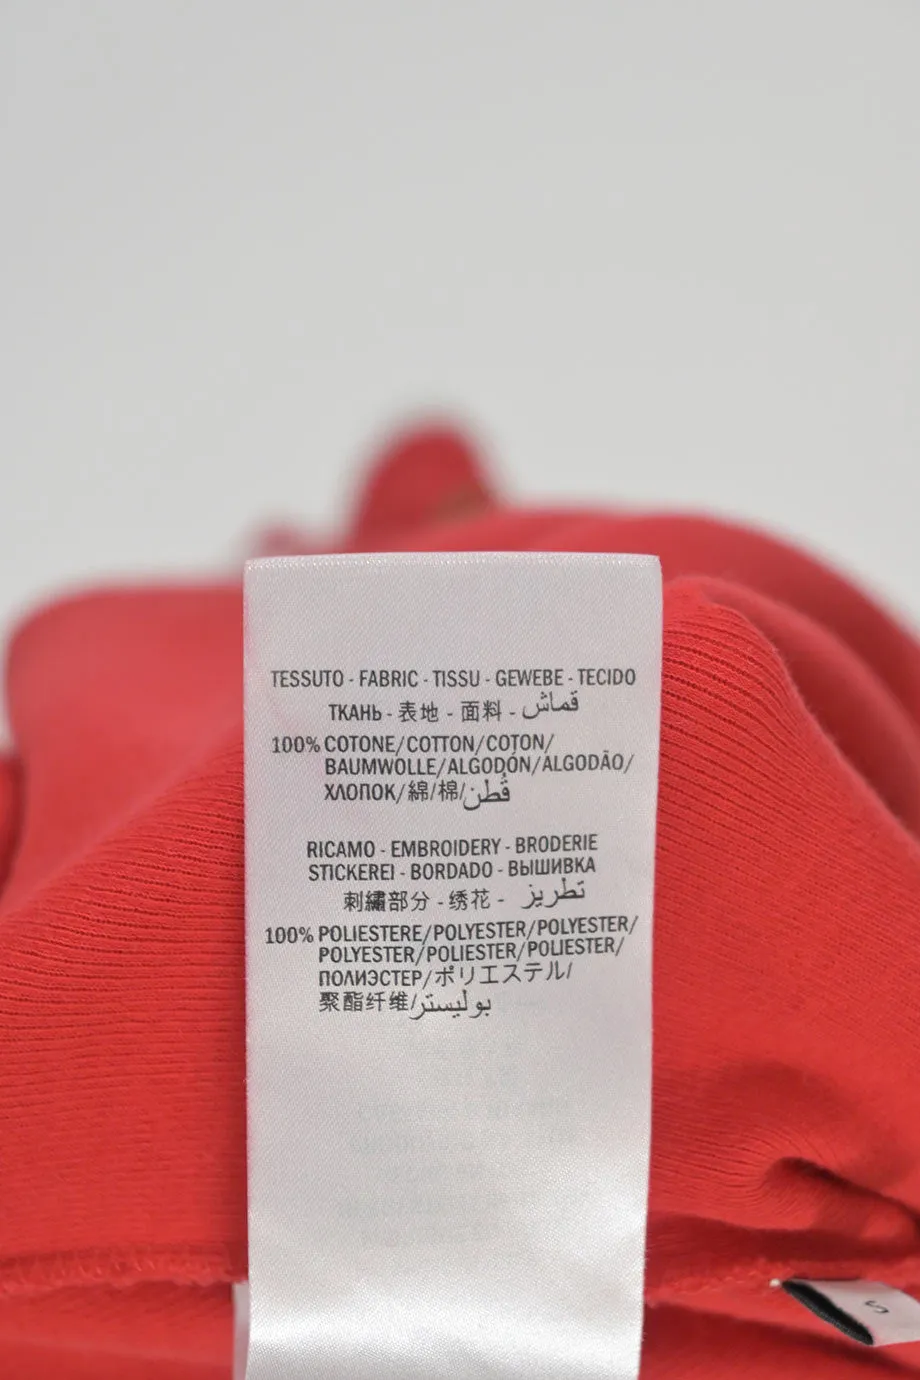 TESSUTO - FABRIC - TISSU - GEWEBE - TECIDO
ТКАНЬ - 表地 - 面料 - قماش
100% COTONE/COTTON/COTON/
BAUMWOLLE/ALGODÓN/ALGODÃO/
ХЛОПОК/綿/棉/قُطن
RICAMO - EMBROIDERY - BRODERIE
STICKEREI - BORDADO - ВЫШИВКА
刺繍部分 - 绣花 - تطريز
100% POLIESTERE/POLYESTER/POLYESTER/
POLYESTER/POLIESTER/POLIESTER/
ПОЛИЭСТЕР/ポリエステル/
聚酯纤维/بوليستر
S